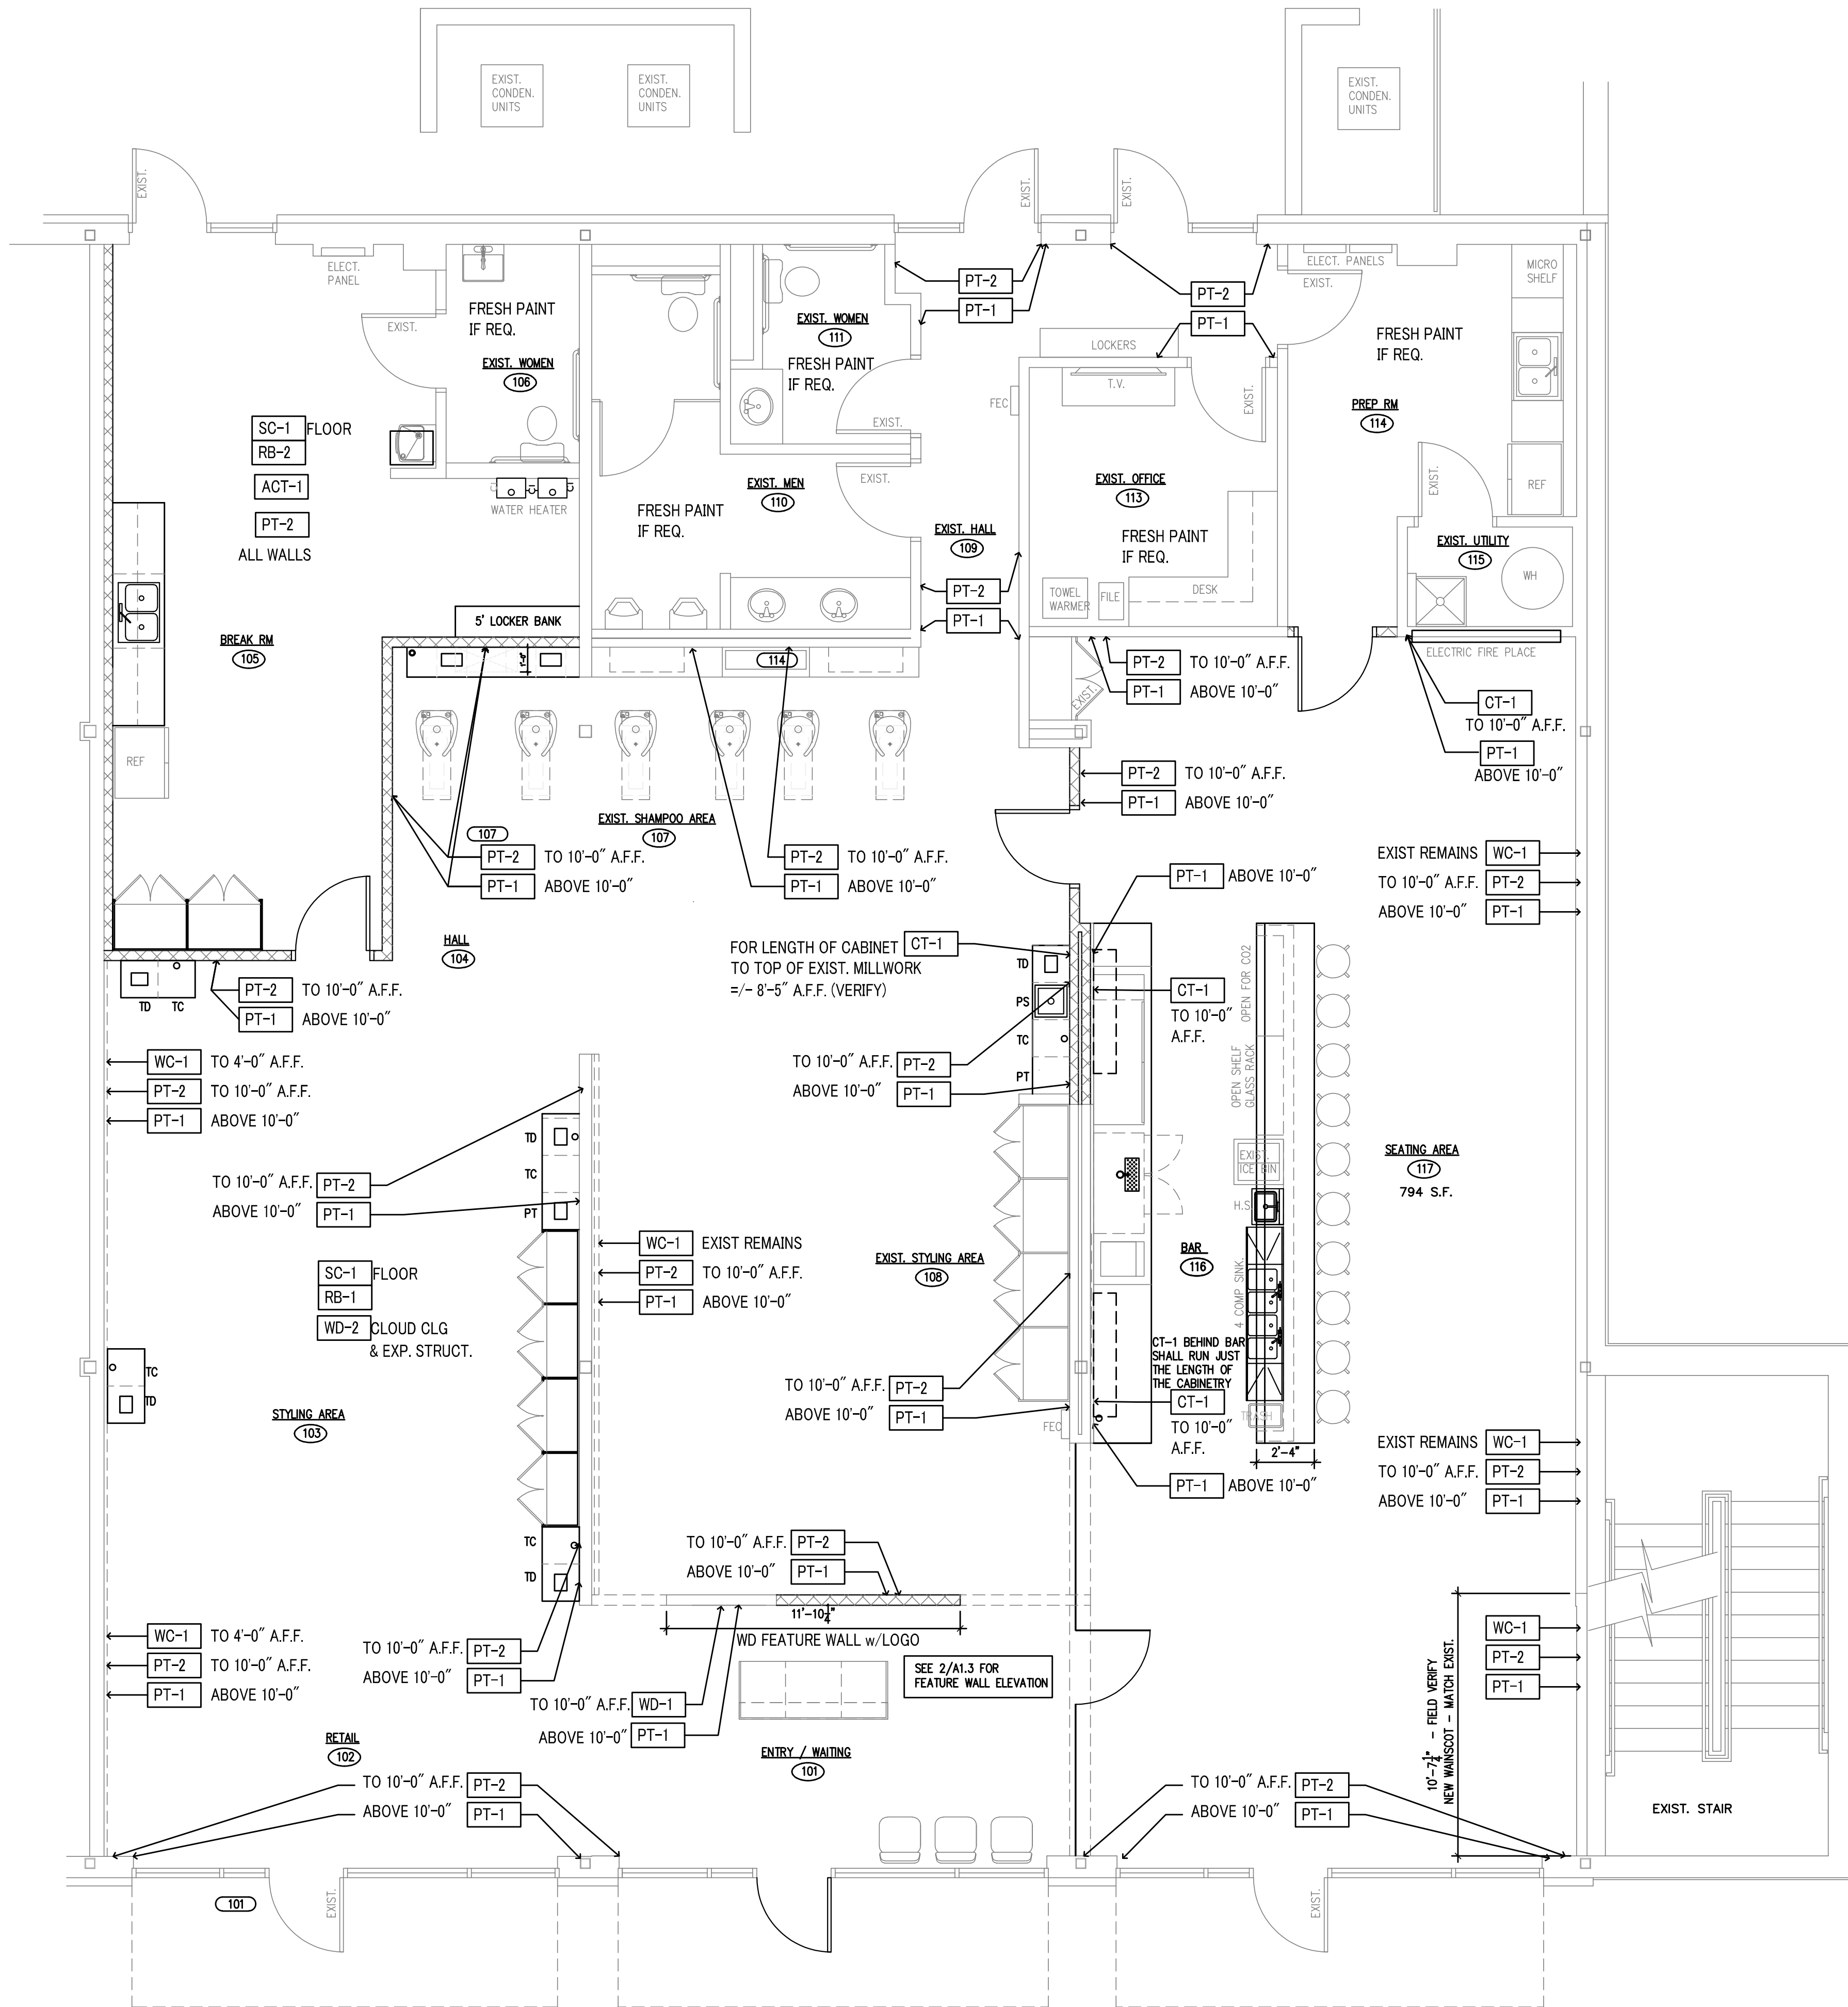 EXIST.
CONDEN.
UNITS
EXIST.
CONDEN.
UNITS
EXIST.
CONDEN.
UNITS
EXIST.
EXIST.
EXIST.
ELECT.
PANEL
EXIST.
FRESH PAINT
IF REQ.
EXIST. WOMEN
106
EXIST. WOMEN
111
FRESH PAINT
IF REQ.
EXIST.
PT-2
PT-1
PT-2
PT-1
LOCKERS
T.V.
FEC
EXIST.
ELECT. PANELS
EXIST.
MICRO
SHELF
FRESH PAINT
IF REQ.
PREP RM
114
EXIST.
REF
SC-1 FLOOR
RB-2
ACT-1
PT-2
ALL WALLS
WATER HEATER
EXIST. MEN
110
EXIST.
FRESH PAINT
IF REQ.
EXIST. HALL
109
EXIST. OFFICE
113
FRESH PAINT
IF REQ.
EXIST. UTILITY
115
WH
TOWEL
WARMER
FILE
DESK
PT-2
PT-1
5' LOCKER BANK
BREAK RM
105
1'-6"
114
ELECTRIC FIRE PLACE
PT-2 TO 10'-0" A.F.F.
PT-1 ABOVE 10'-0"
EXIST.
CT-1
TO 10'-0" A.F.F.
PT-1
ABOVE 10'-0"
REF
PT-2 TO 10'-0" A.F.F.
PT-1 ABOVE 10'-0"
EXIST. SHAMPOO AREA
107
107
PT-2 TO 10'-0" A.F.F.
PT-1 ABOVE 10'-0"
PT-2 TO 10'-0" A.F.F.
PT-1 ABOVE 10'-0"
PT-1 ABOVE 10'-0"
EXIST REMAINS WC-1
TO 10'-0" A.F.F. PT-2
ABOVE 10'-0" PT-1
HALL
104
FOR LENGTH OF CABINET CT-1
TO TOP OF EXIST. MILLWORK
=/- 8'-5" A.F.F. (VERIFY)
TD
PS
TC
PT
CT-1
TO 10'-0"
A.F.F.
OPEN FOR CO2
OPEN SHELF
GLASS RACK
TD TC
PT-2 TO 10'-0" A.F.F.
PT-1 ABOVE 10'-0"
WC-1 TO 4'-0" A.F.F.
PT-2 TO 10'-0" A.F.F.
PT-1 ABOVE 10'-0"
TO 10'-0" A.F.F. PT-2
ABOVE 10'-0" PT-1
TD
TC
PT
TO 10'-0" A.F.F. PT-2
ABOVE 10'-0" PT-1
EXIST.
ICE BIN
H.S.
SEATING AREA
117
794 S.F.
WC-1 EXIST REMAINS
PT-2 TO 10'-0" A.F.F.
PT-1 ABOVE 10'-0"
EXIST. STYLING AREA
108
BAR
116
4 COMP SINK.
SC-1 FLOOR
RB-1
WD-2 CLOUD CLG
& EXP. STRUCT.
TC
TD
STYLING AREA
103
CT-1 BEHIND BAR
SHALL RUN JUST
THE LENGTH OF
THE CABINETRY
CT-1
TO 10'-0"
A.F.F.
TRASH
TO 10'-0" A.F.F. PT-2
ABOVE 10'-0" PT-1
FEC
2'-4"
EXIST REMAINS WC-1
TO 10'-0" A.F.F. PT-2
ABOVE 10'-0" PT-1
PT-1 ABOVE 10'-0"
TC
TD
TO 10'-0" A.F.F. PT-2
ABOVE 10'-0" PT-1
11'-10 1/4"
WD FEATURE WALL w/LOGO
WC-1 TO 4'-0" A.F.F.
PT-2 TO 10'-0" A.F.F.
PT-1 ABOVE 10'-0"
TO 10'-0" A.F.F. PT-2
ABOVE 10'-0" PT-1
SEE 2/A1.3 FOR
FEATURE WALL ELEVATION
TO 10'-0" A.F.F. WD-1
ABOVE 10'-0" PT-1
WC-1
PT-2
PT-1
10'-7 1/4" - FIELD VERIFY
NEW WAINSCOT - MATCH EXIST.
RETAIL
102
ENTRY / WAITING
101
TO 10'-0" A.F.F. PT-2
ABOVE 10'-0" PT-1
TO 10'-0" A.F.F. PT-2
ABOVE 10'-0" PT-1
EXIST. STAIR
101
EXIST.
EXIST.